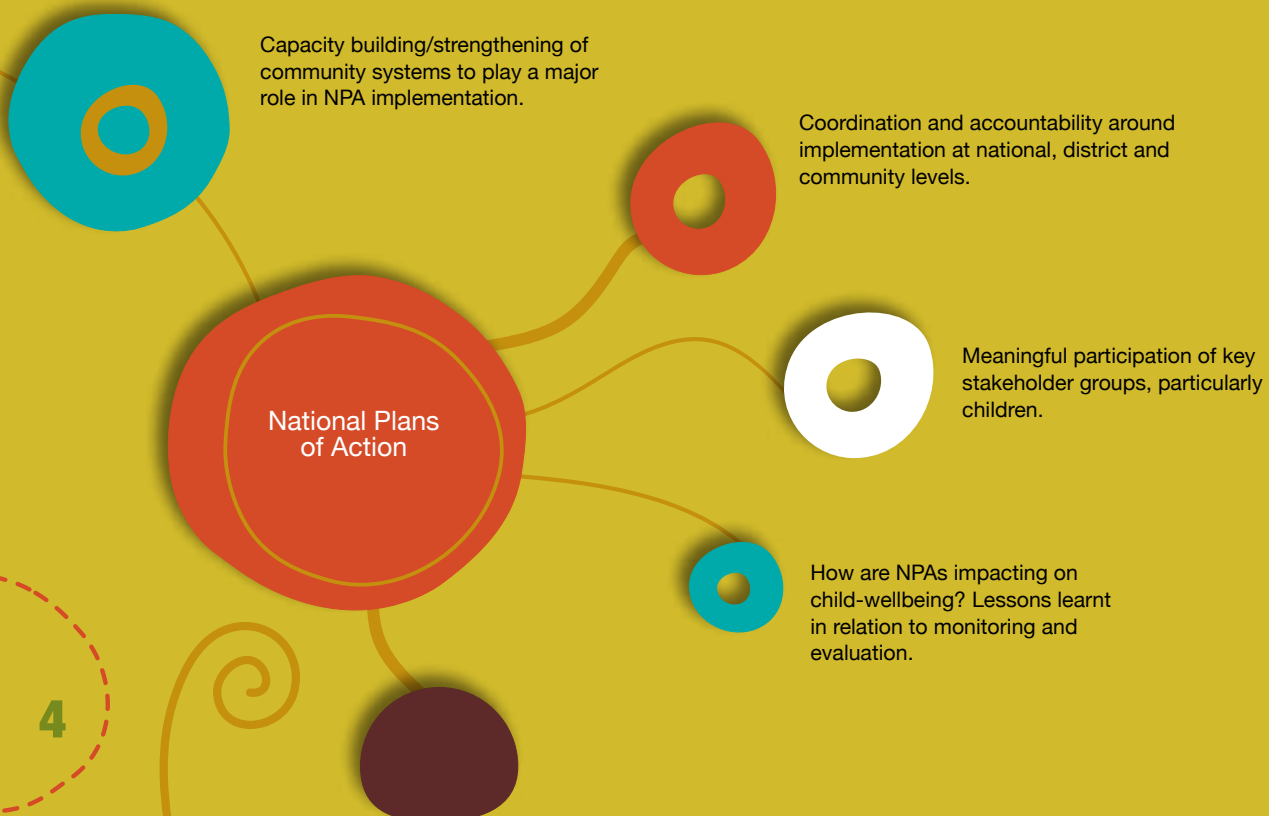 Capacity building/strengthening of
community systems to play a major
role in NPA implementation.
Coordination and accountability around
implementation at national, district and
community levels.
Meaningful participation of key
stakeholder groups, particularly
children.
National Plans
of Action
How are NPAs impacting on
child-wellbeing? Lessons learnt
in relation to monitoring and
evaluation.
4